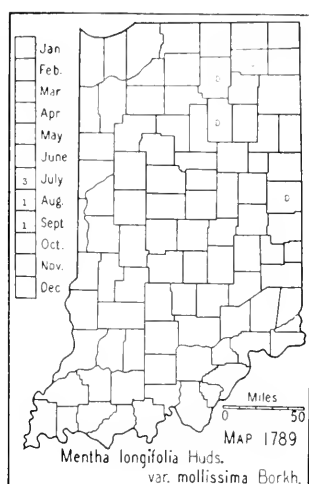 Jan
Feb.
Mar
Apr
May
June
3 July
1 Aug.
1 Sept
Oct.
Nov.
Dec
D
D
D
Miles
0 50
MAP 1789
Mentha longifolia Huds.
var. mollissima Borkh.